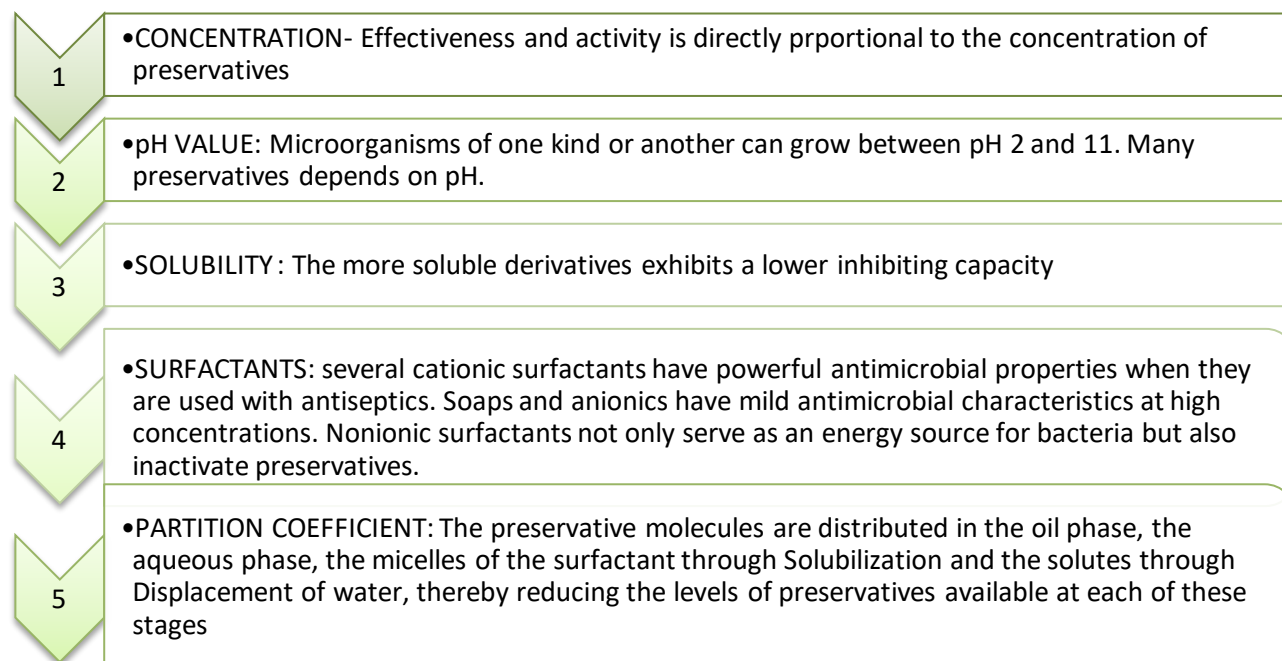 1
•CONCENTRATION- Effectiveness and activity is directly prportional to the concentration of
preservatives
2
•pH VALUE: Microorganisms of one kind or another can grow between pH 2 and 11. Many
preservatives depends on pH.
3
•SOLUBILITY : The more soluble derivatives exhibits a lower inhibiting capacity
4
•SURFACTANTS: several cationic surfactants have powerful antimicrobial properties when they
are used with antiseptics. Soaps and anionics have mild antimicrobial characteristics at high
concentrations. Nonionic surfactants not only serve as an energy source for bacteria but also
inactivate preservatives.
5
•PARTITION COEFFICIENT: The preservative molecules are distributed in the oil phase, the
aqueous phase, the micelles of the surfactant through Solubilization and the solutes through
Displacement of water, thereby reducing the levels of preservatives available at each of these
stages